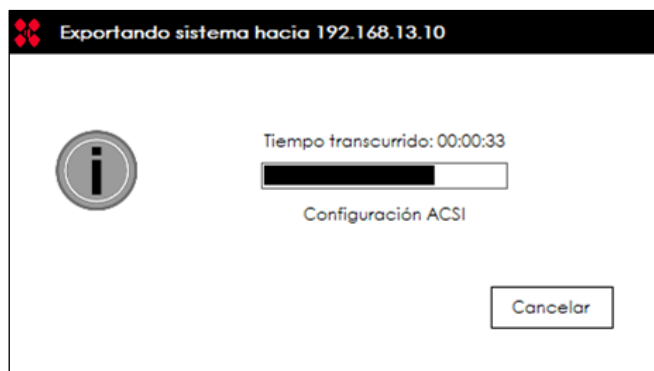 Exportando sistema hacia 192.168.13.10
Tiempo transcurrido: 00:00:33
Configuración ACSI
Cancelar